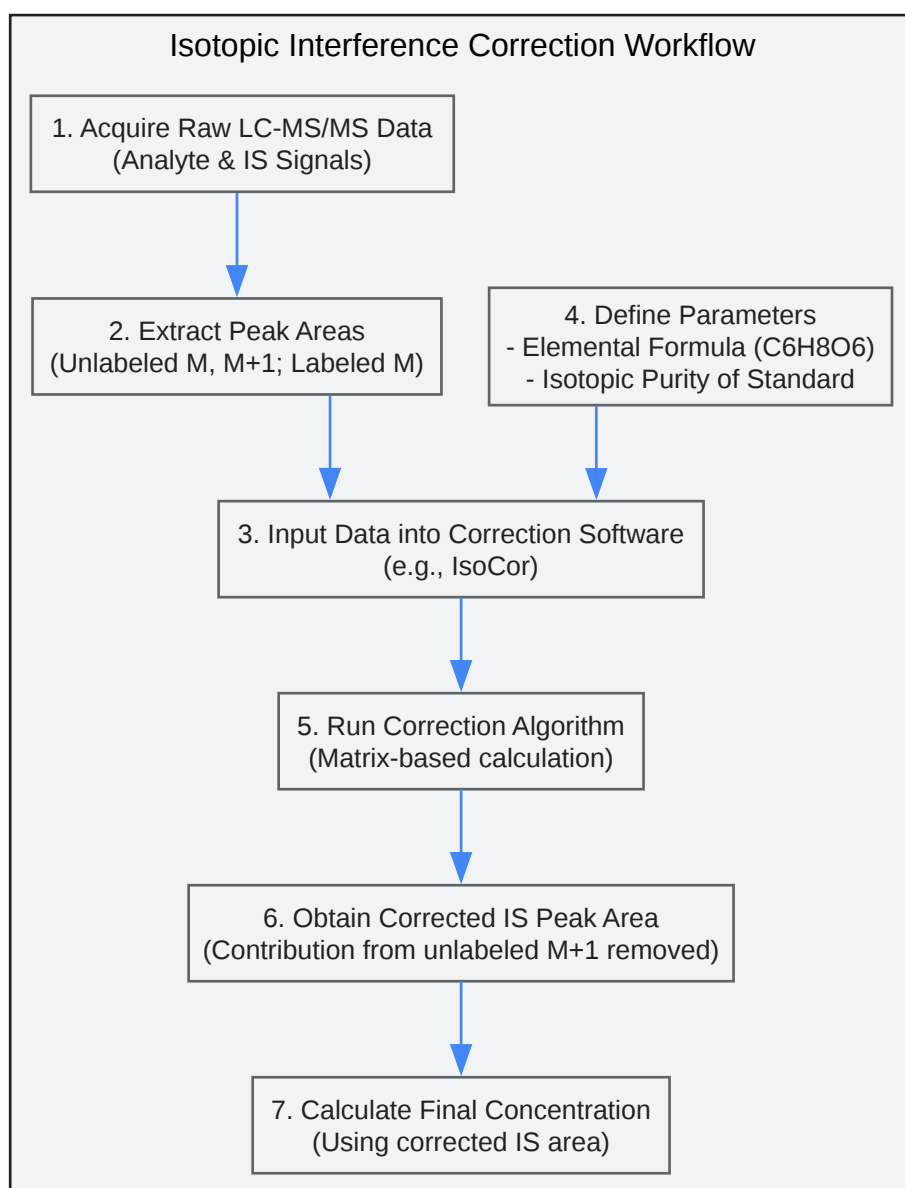 Isotopic Interference Correction Workflow
1. Acquire Raw LC-MS/MS Data
(Analyte & IS Signals)
2. Extract Peak Areas
(Unlabeled M, M+1; Labeled M)
4. Define Parameters
- Elemental Formula (C6H8O6)
- Isotopic Purity of Standard
3. Input Data into Correction Software
(e.g., IsoCor)
5. Run Correction Algorithm
(Matrix-based calculation)
6. Obtain Corrected IS Peak Area
(Contribution from unlabeled M+1 removed)
7. Calculate Final Concentration
(Using corrected IS area)